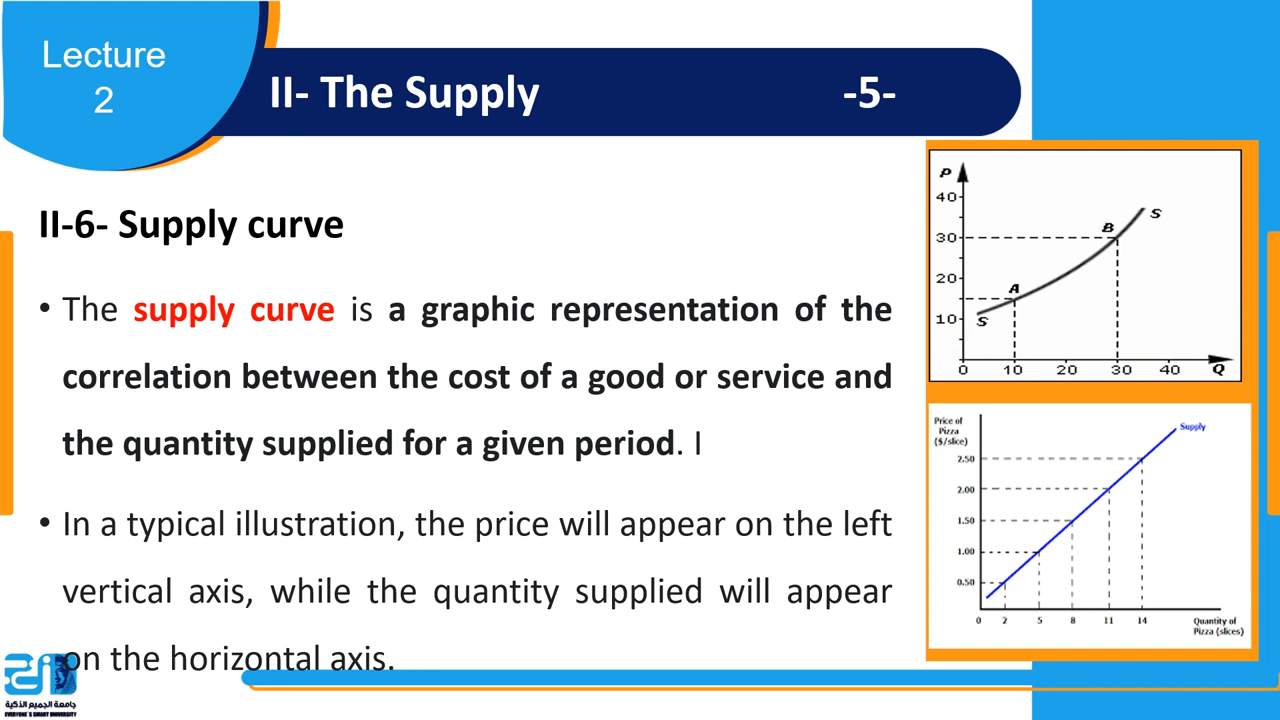 Lecture
2
II- The Supply -5-
II-6- Supply curve
• The supply curve is a graphic representation of the
correlation between the cost of a good or service and
the quantity supplied for a given period. I
• In a typical illustration, the price will appear on the left
vertical axis, while the quantity supplied will appear
on the horizontal axis.
P
40
30
20
10
S
A
B
S
0 10 20 30 40 Q
Price of
Pizza
($/slice)
Supply
2.50
2.00
1.50
1.00
0.50
0 2 5 8 11 14
Quantity of
Pizza (slices)
جامعة الجميع الذكية
EVERYONE'S SMART UNIVERSITY